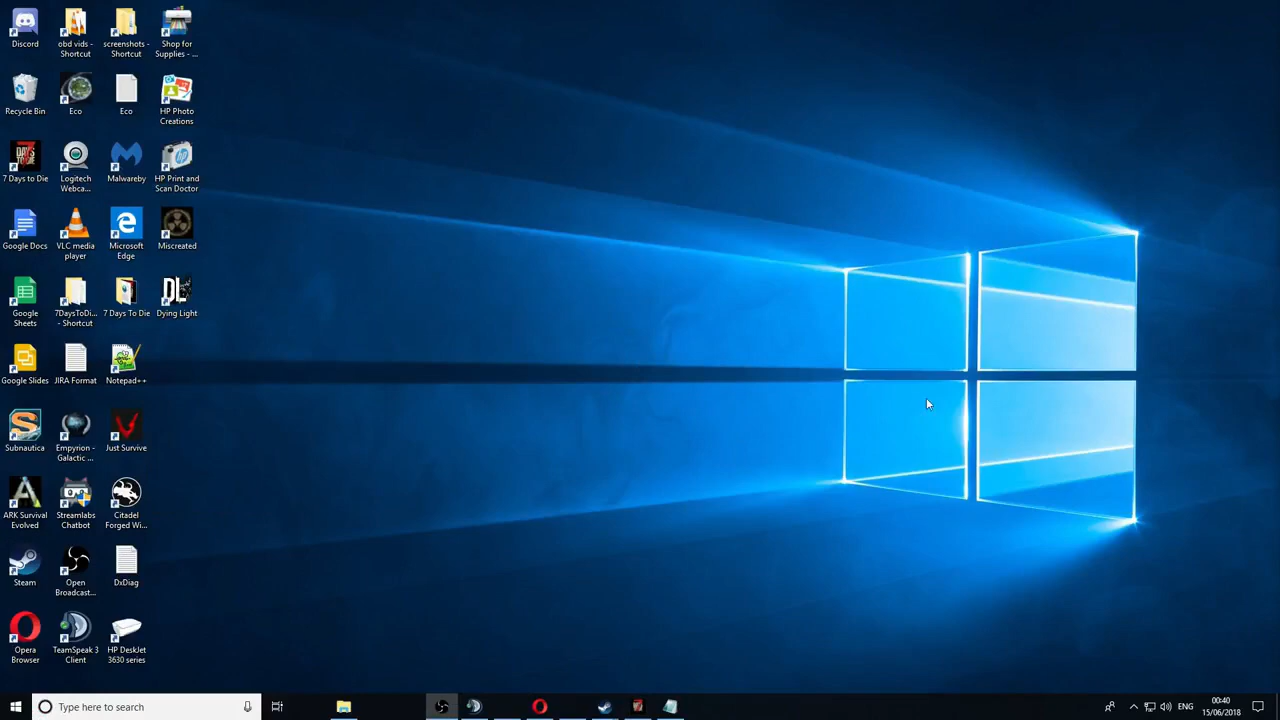 Discord
obd vids -
Shortcut
screenshots -
Shortcut
Shop for
Supplies - ...
Recycle Bin
Eco
Eco
HP Photo
Creations
7 Days to Die
Logitech
Webca...
Malwareby
HP Print and
Scan Doctor
Google Docs
VLC media
player
Microsoft
Edge
Miscreated
Google
Sheets
7DaysToDi...
- Shortcut
7 Days To Die
DL
Dying Light
Google Slides
JIRA Format
Notepad++
Subnautica
Empyrion -
Galactic ...
Just Survive
ARK Survival
Evolved
Streamlabs
Chatbot
Citadel
Forged Wi...
Steam
Open
Broadcast...
DxDiag
Opera
Browser
TeamSpeak 3
Client
HP DeskJet
3630 series
Type here to search
ENG
00:40
15/06/2018